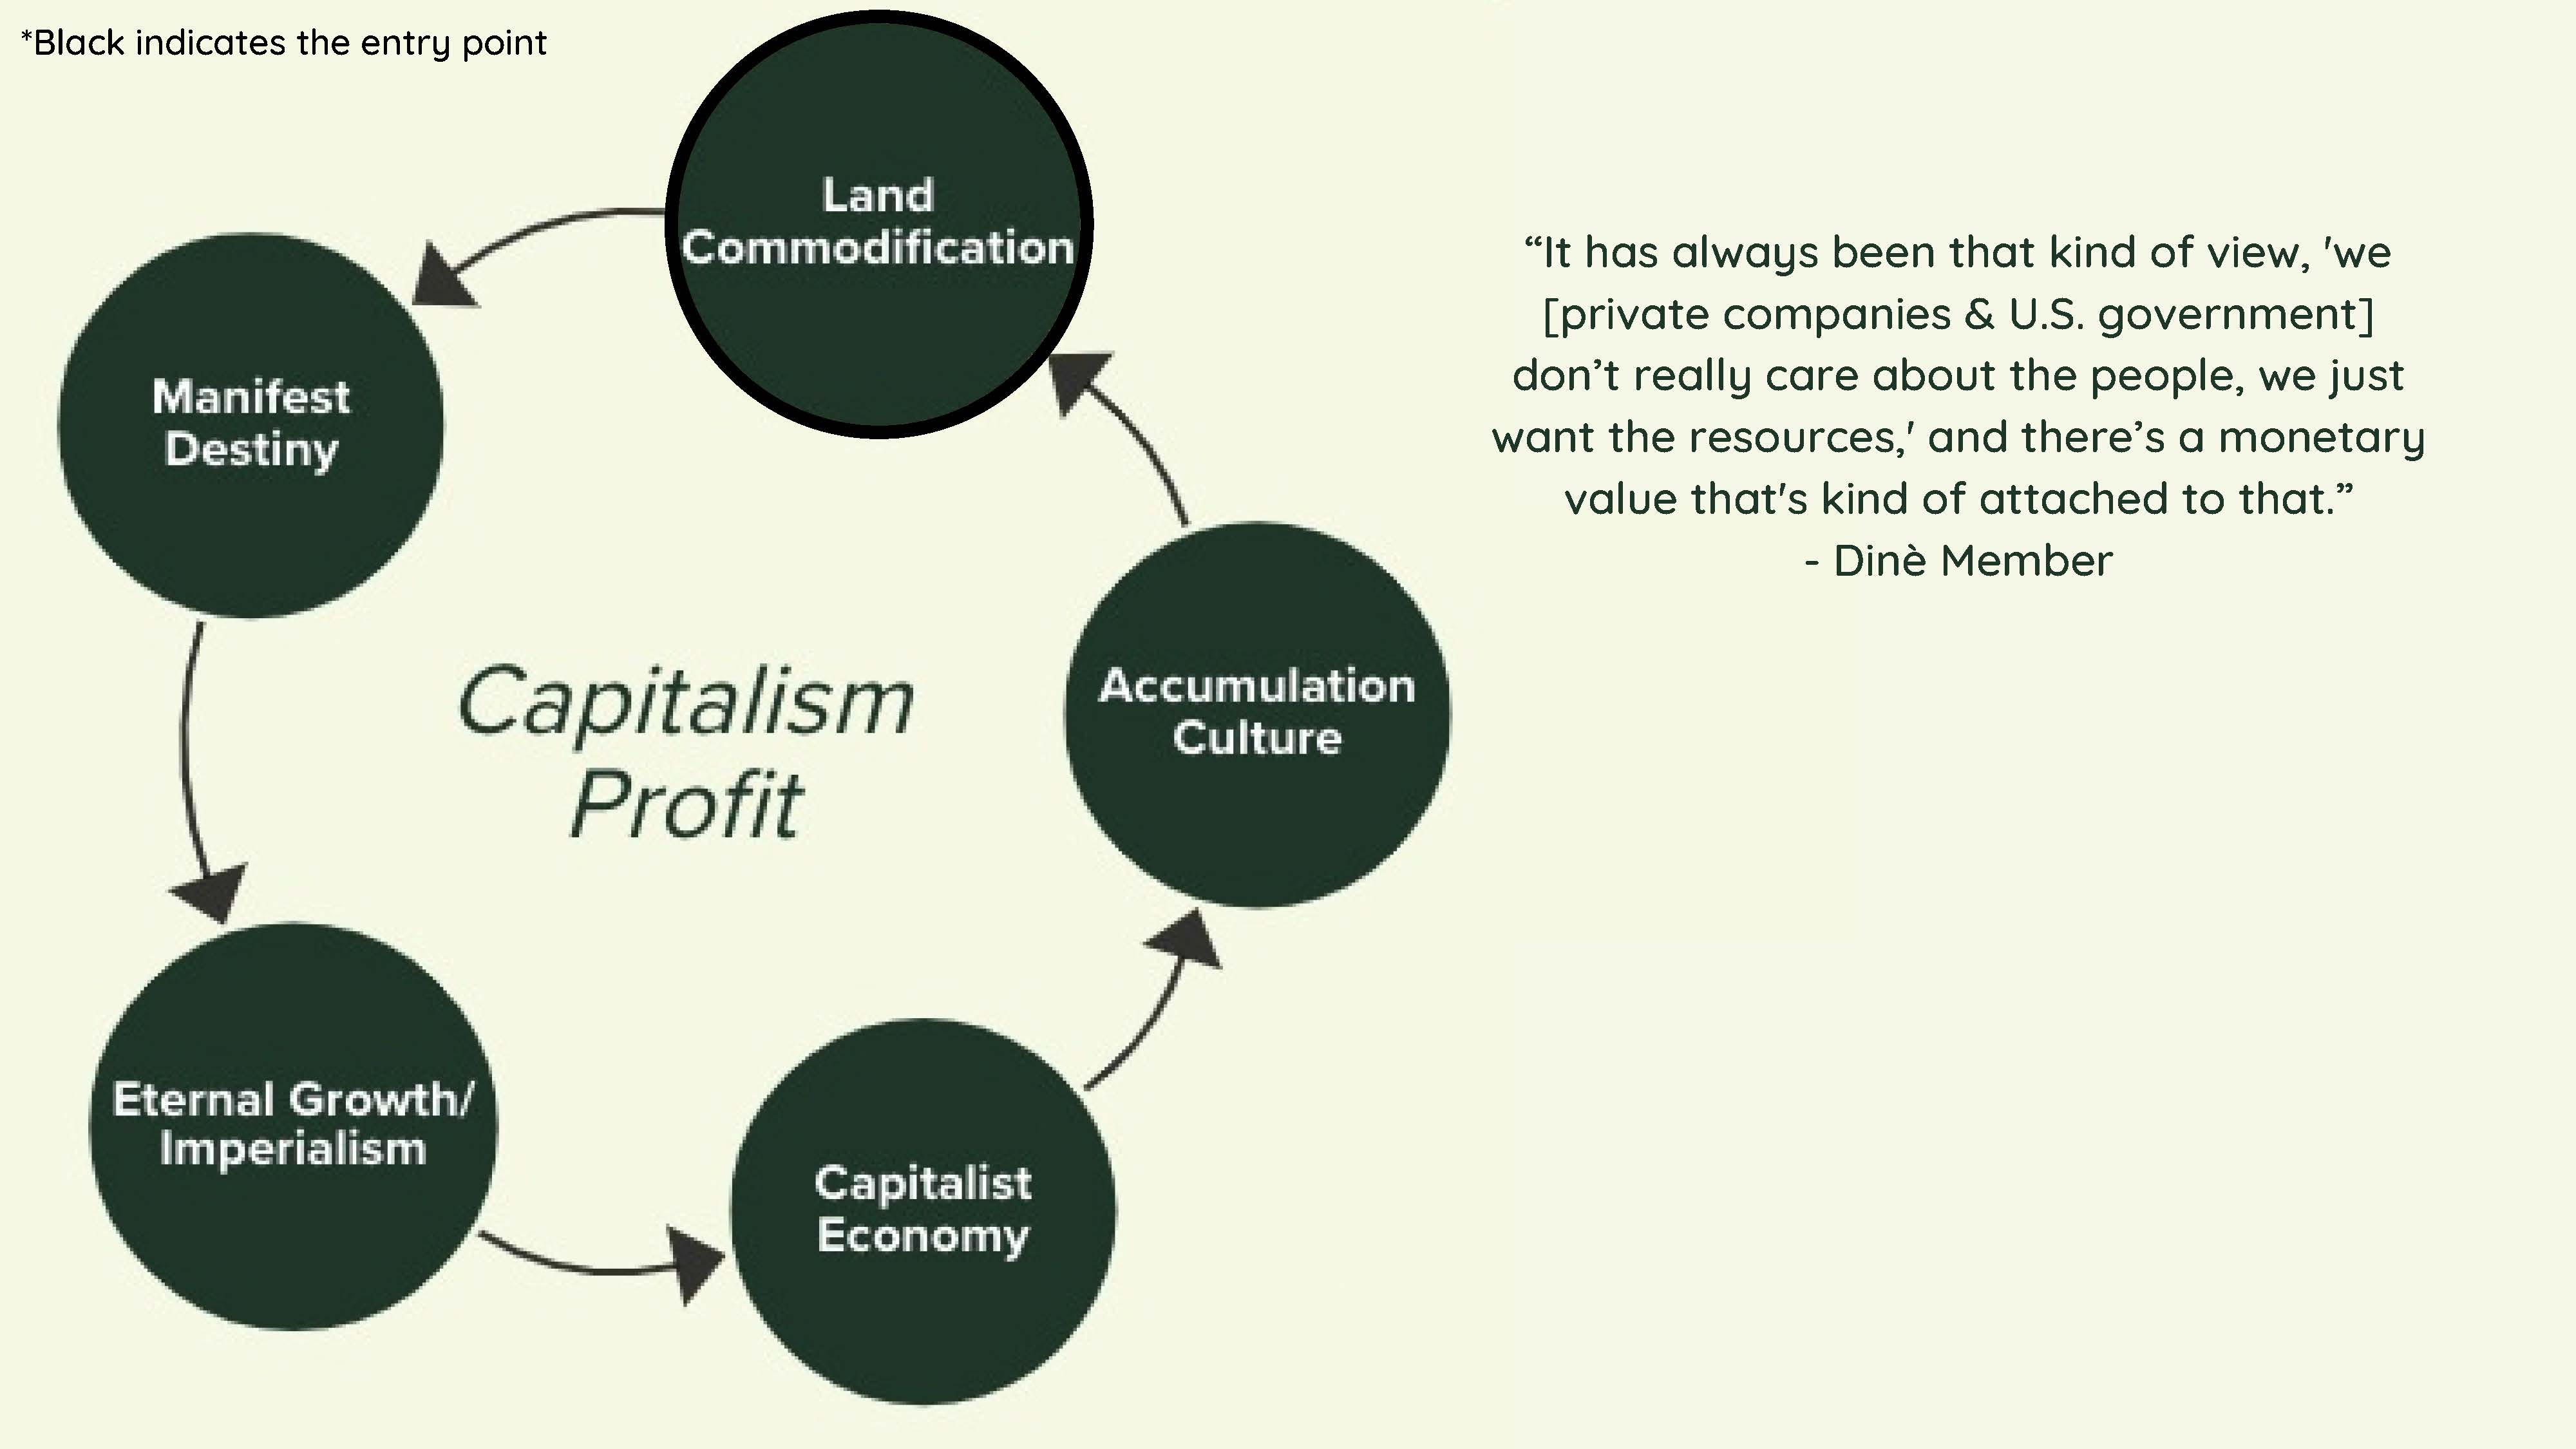 *Black indicates the entry point
Land
Commodification
Manifest
Destiny
Eternal Growth/
Imperialism
Capitalist
Economy
Accumulation
Culture
Capitalism
Profit
“It has always been that kind of view, 'we
[private companies & U.S. government]
don’t really care about the people, we just
want the resources,' and there’s a monetary
value that's kind of attached to that.”
- Dinè Member